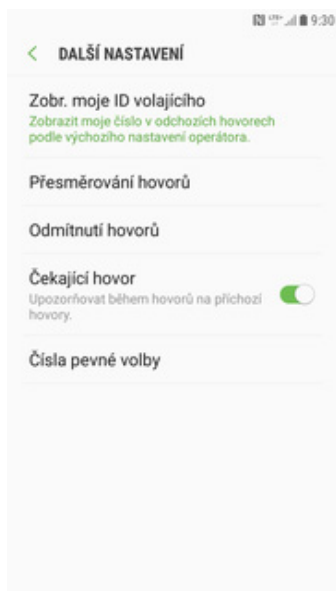 9:30
DALŠÍ NASTAVENÍ
Zobr. moje ID volajícího
Zobrazit moje číslo v odchozích hovorech
podle výchozího nastavení operátora.
Přesměrování hovorů
Odmítnutí hovorů
Čekající hovor
Upozorňovat během hovorů na příchozí
hovory.
Čísla pevné volby